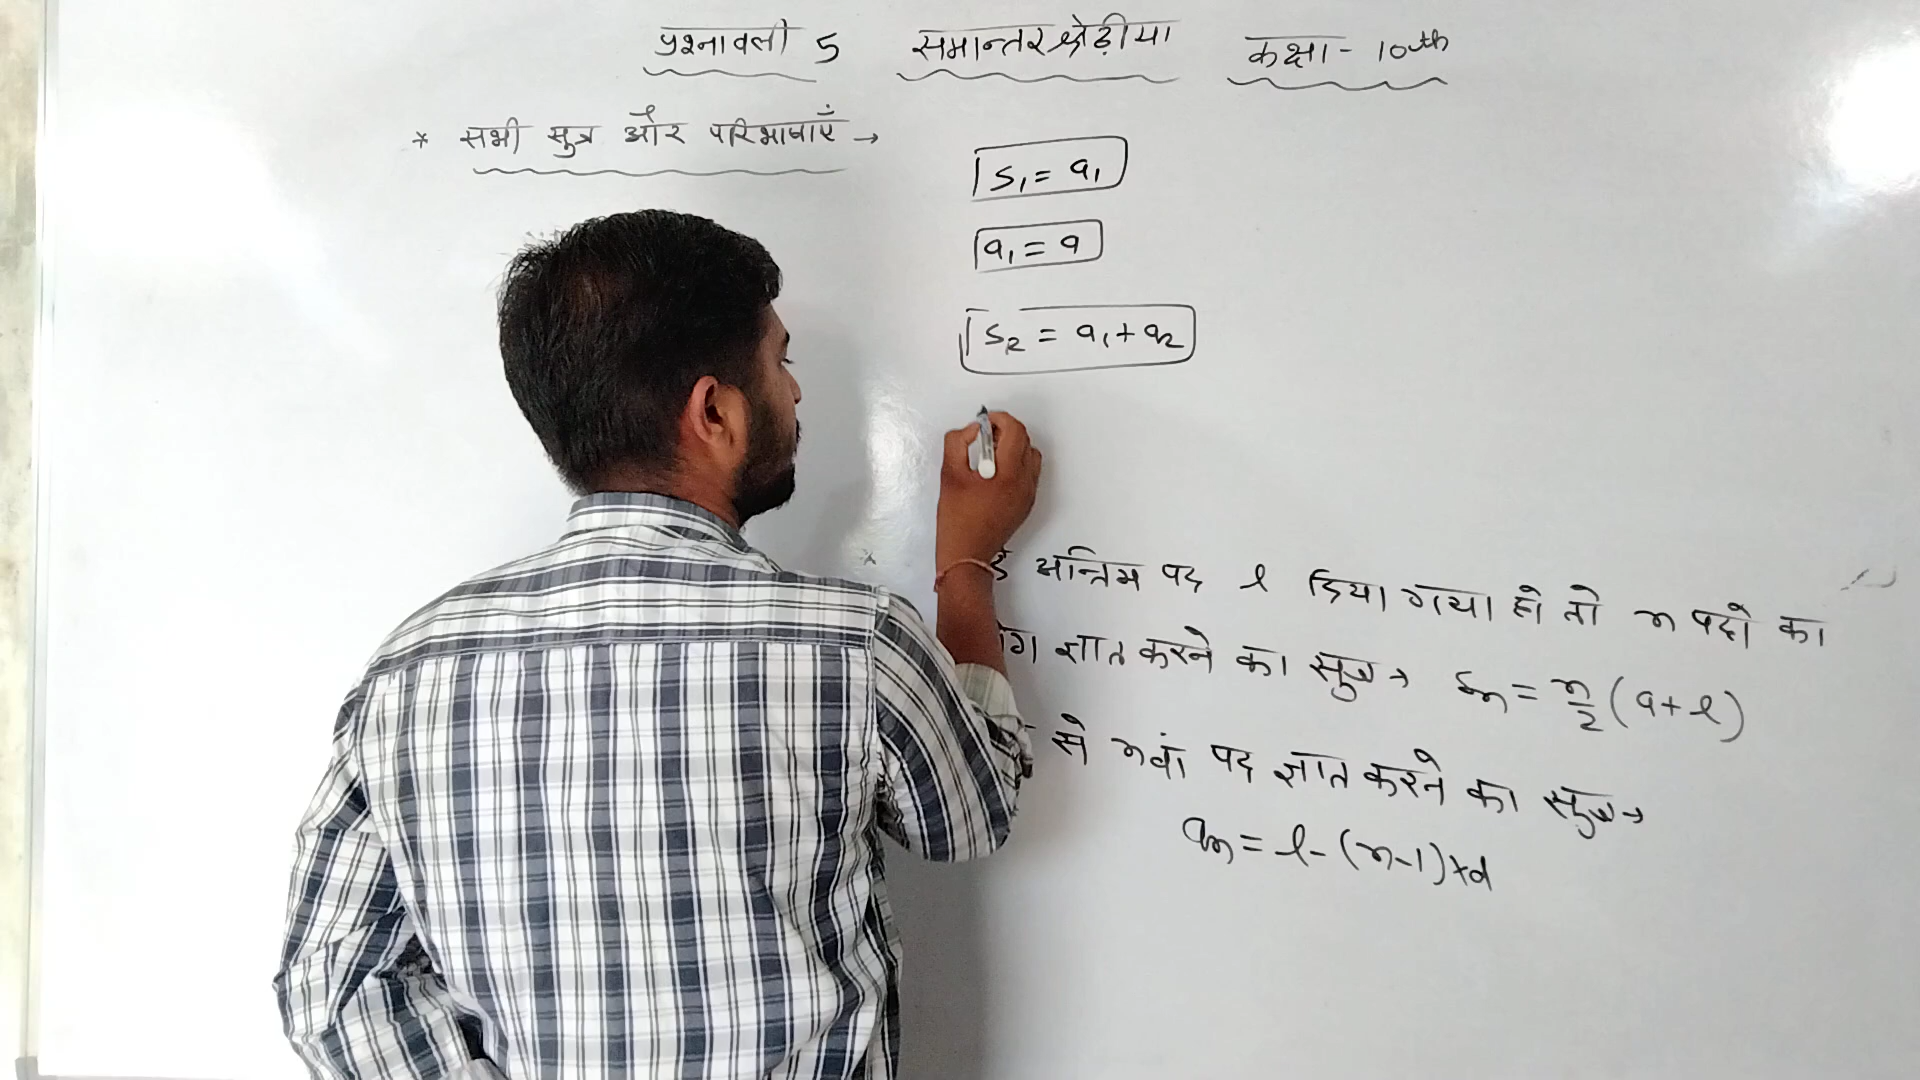 प्रश्नावली 5 समान्तर श्रेढ़ीया कक्षा - 10th
* सभी सुत्र और परिभाषाएँ →
S₁ = a₁
a₁ = a
S₂ = a₁ + a₂
अन्तिम पद l दिया गया हो तो n पदो का
ज्ञात करने का सुत्र → Sn = n/2 (a + l)
से nवां पद ज्ञात करने का सुत्र →
an = l - (n-1)×d